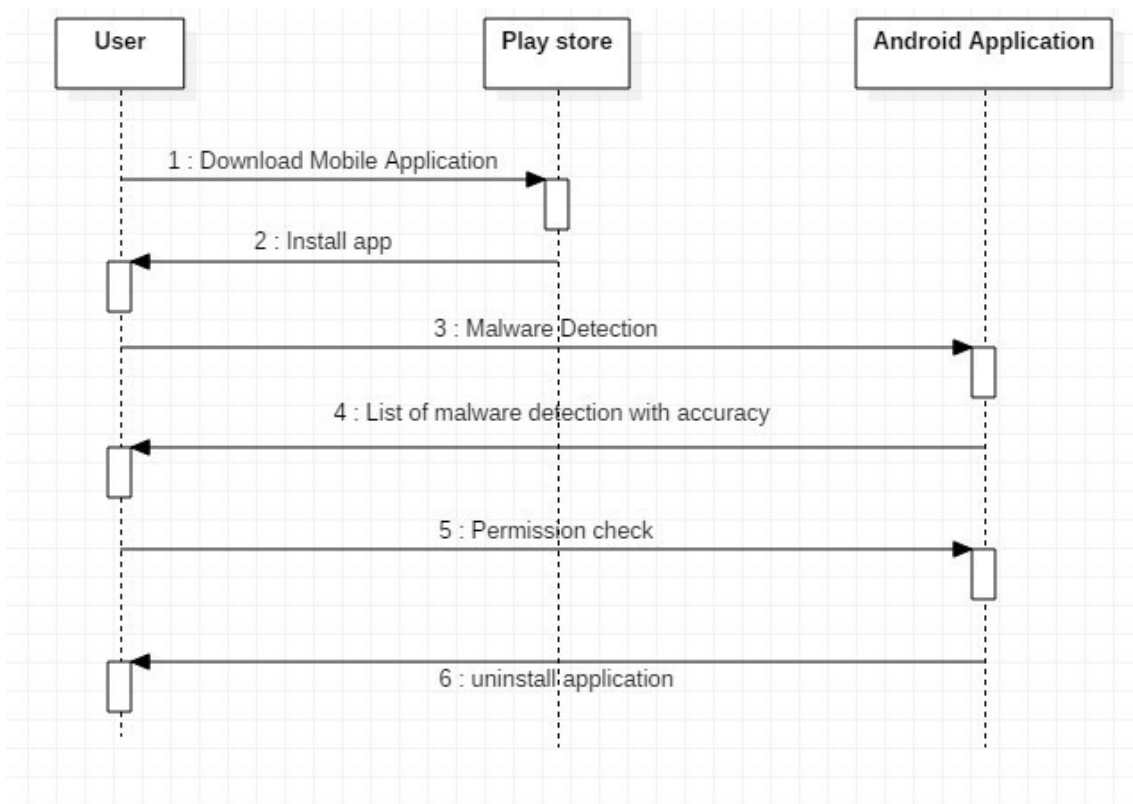 User
Play store
Android Application
1 : Download Mobile Application
2 : Install app
3 : Malware Detection
4 : List of malware detection with accuracy
5 : Permission check
6 : uninstall application